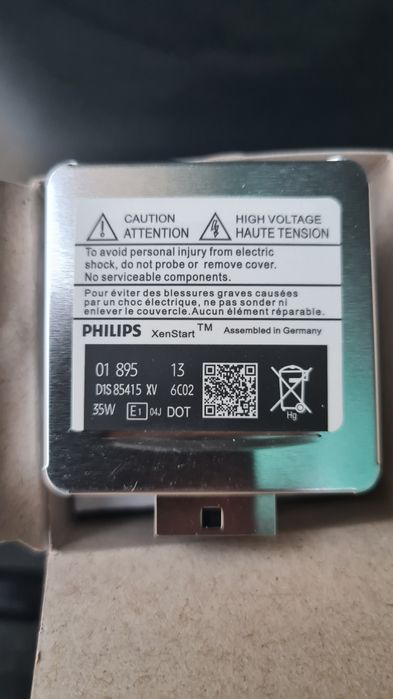 CAUTION
ATTENTION
HIGH VOLTAGE
HAUTE TENSION
To avoid personal injury from electric
shock, do not probe or remove cover.
No serviceable components.
Pour éviter des blessures graves causées
par un choc électrique, ne pas sonder ni
enlever le couvercle.Aucun élément réparable.
PHILIPS XenStart™ Assembled in Germany
01 895 13
D1S 85415 XV 6C02
35W E1 04J DOT
Hg